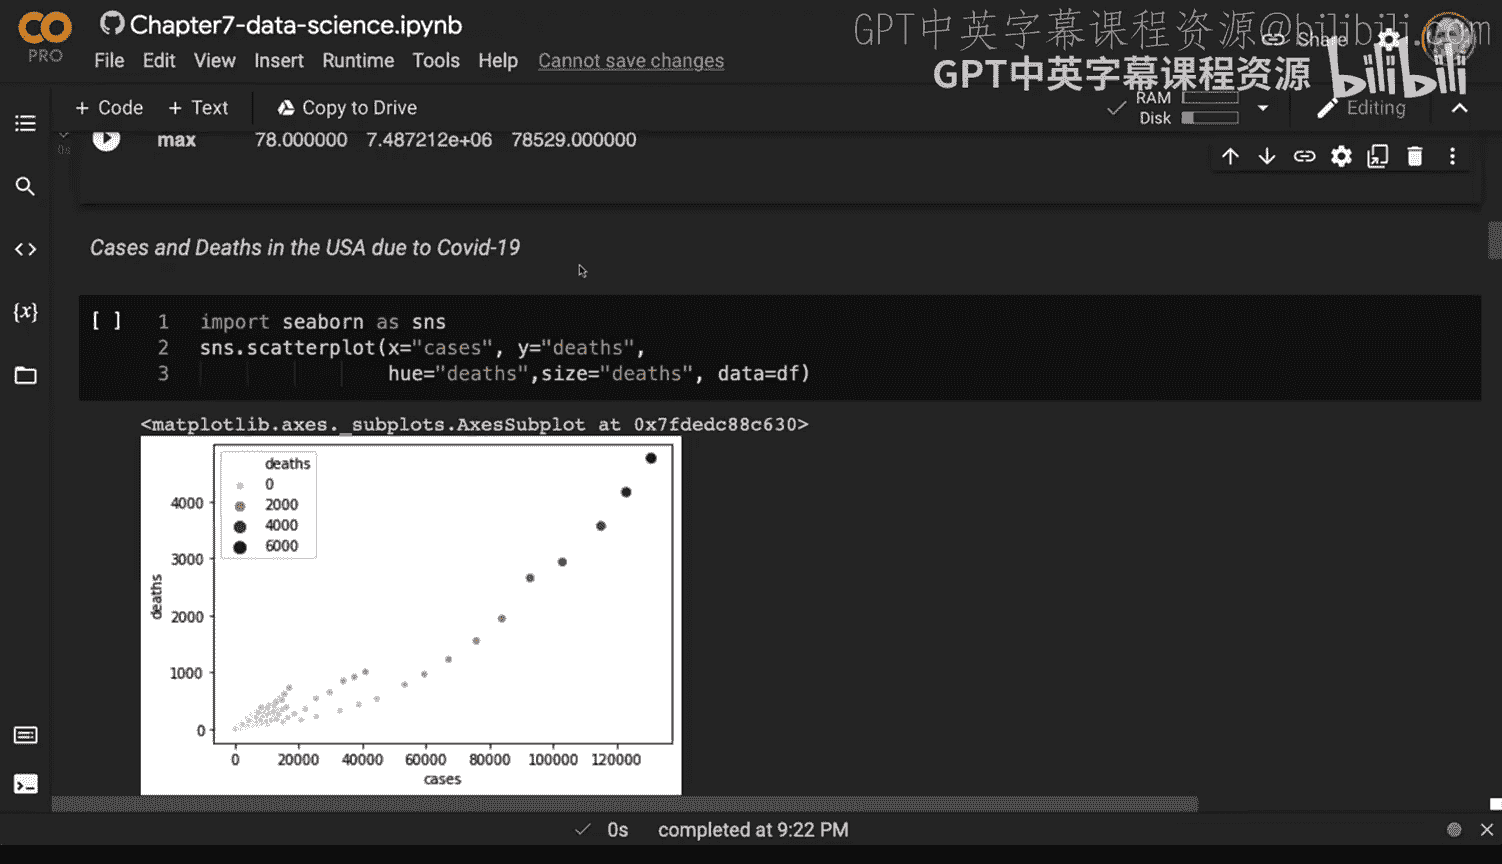 CO
PRO
Chapter7-data-science.ipynb
GPT中英字幕课程资源@bilibili.com
Share
GPT中英字幕课程资源 bilibili
File Edit View Insert Runtime Tools Help Cannot save changes
+ Code + Text Copy to Drive
RAM
Disk
Editing
0s
max 78.000000 7.487212e+06 78529.000000
Cases and Deaths in the USA due to Covid-19
[ ] 1 import seaborn as sns
2 sns.scatterplot(x="cases", y="deaths",
3 hue="deaths",size="deaths", data=df)
<matplotlib.axes._subplots.AxesSubplot at 0x7fdedc88c630>
deaths
0
2000
4000
6000
4000
3000
2000
1000
0
deaths
0 20000 40000 60000 80000 100000 120000
cases
{x}
0s completed at 9:22 PM